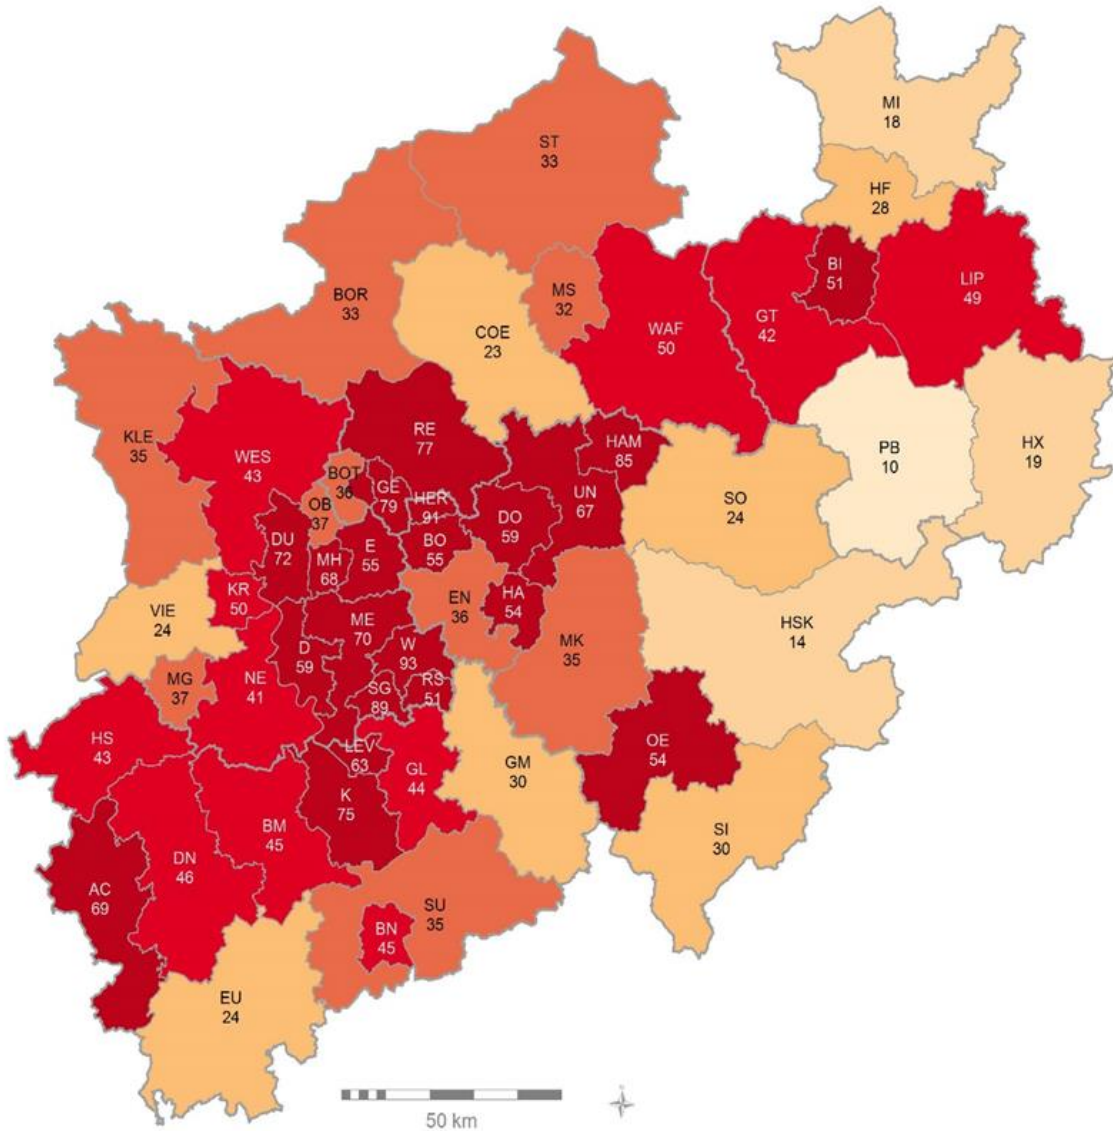 MI
18
ST
33
HF
28
BI
51
LIP
49
MS
32
BOR
33
GT
42
COE
23
WAF
50
RE
77
KLE
35
HAM
85
PB
10
HX
19
WES
43
BOT
36
GE
79
HER
91
UN
67
SO
24
OB
37
DO
59
DU
72
E
55
BO
55
MH
68
KR
50
HA
54
EN
36
VIE
24
ME
70
HSK
14
D
59
W
93
MK
35
MG
37
NE
41
SG
89
RS
51
HS
43
LEV
63
OE
54
GL
44
GM
30
K
75
BM
45
SI
30
DN
46
AC
69
SU
35
BN
45
EU
24
50 km